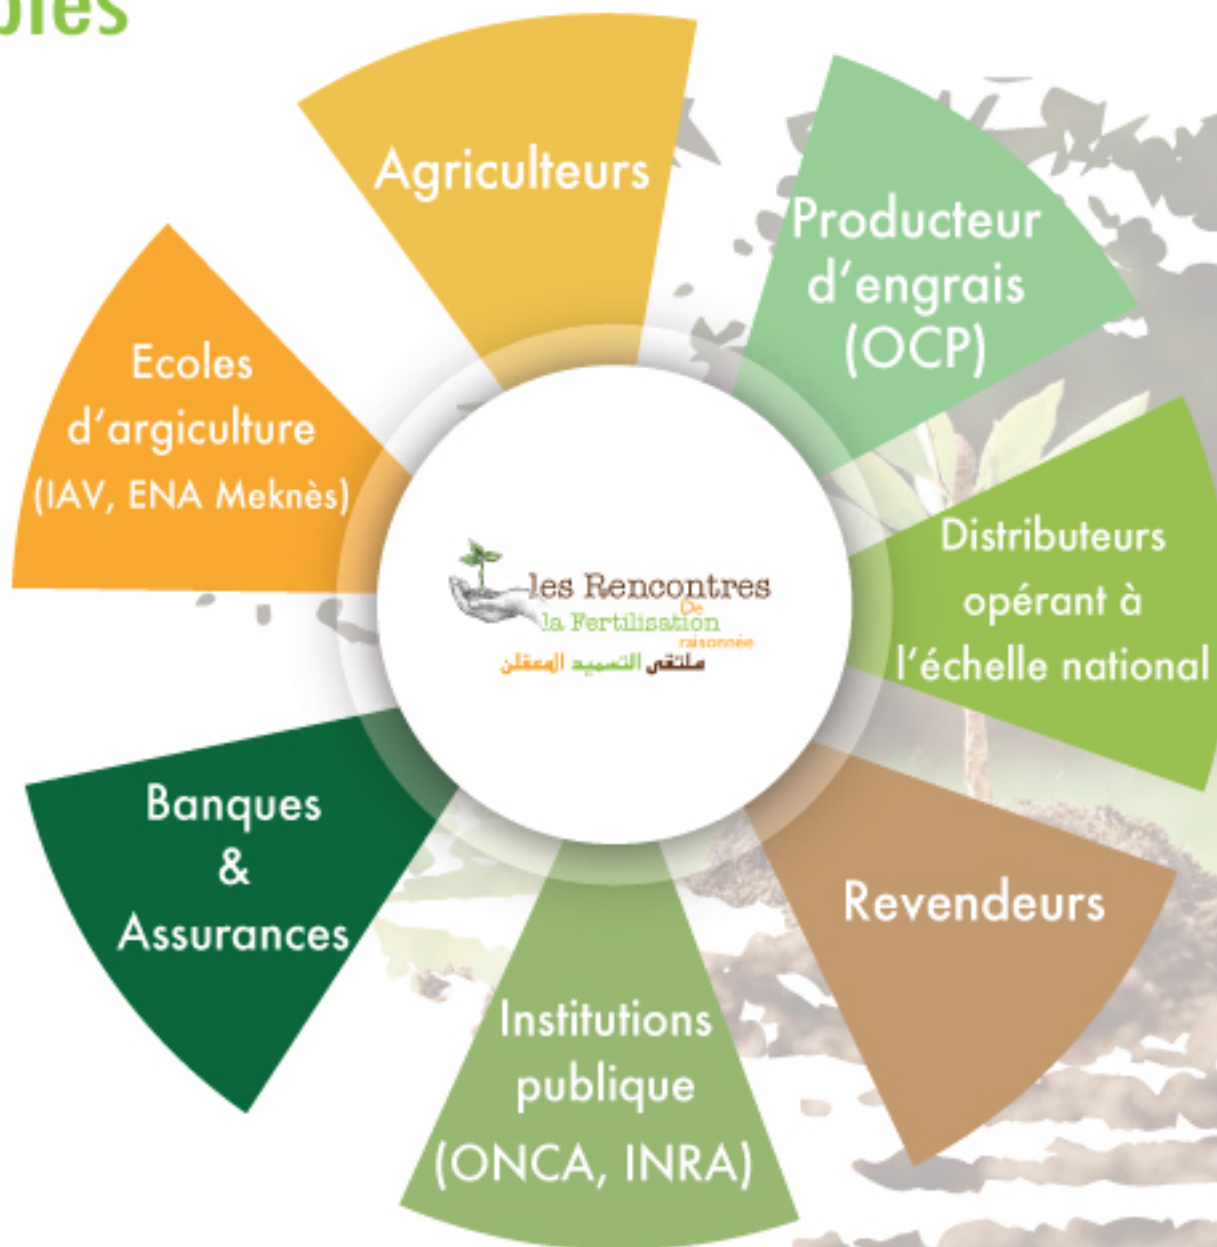 Agriculteurs
Producteur
d'engrais
(OCP)
Distributeurs
opérant à
l'échelle national
Revendeurs
Institutions
publique
(ONCA, INRA)
Banques
&
Assurances
Ecoles
d'argiculture
(IAV, ENA Meknès)
les Rencontres
De
la Fertilisation
raisonnée
ملتقى التسميد المعقلن